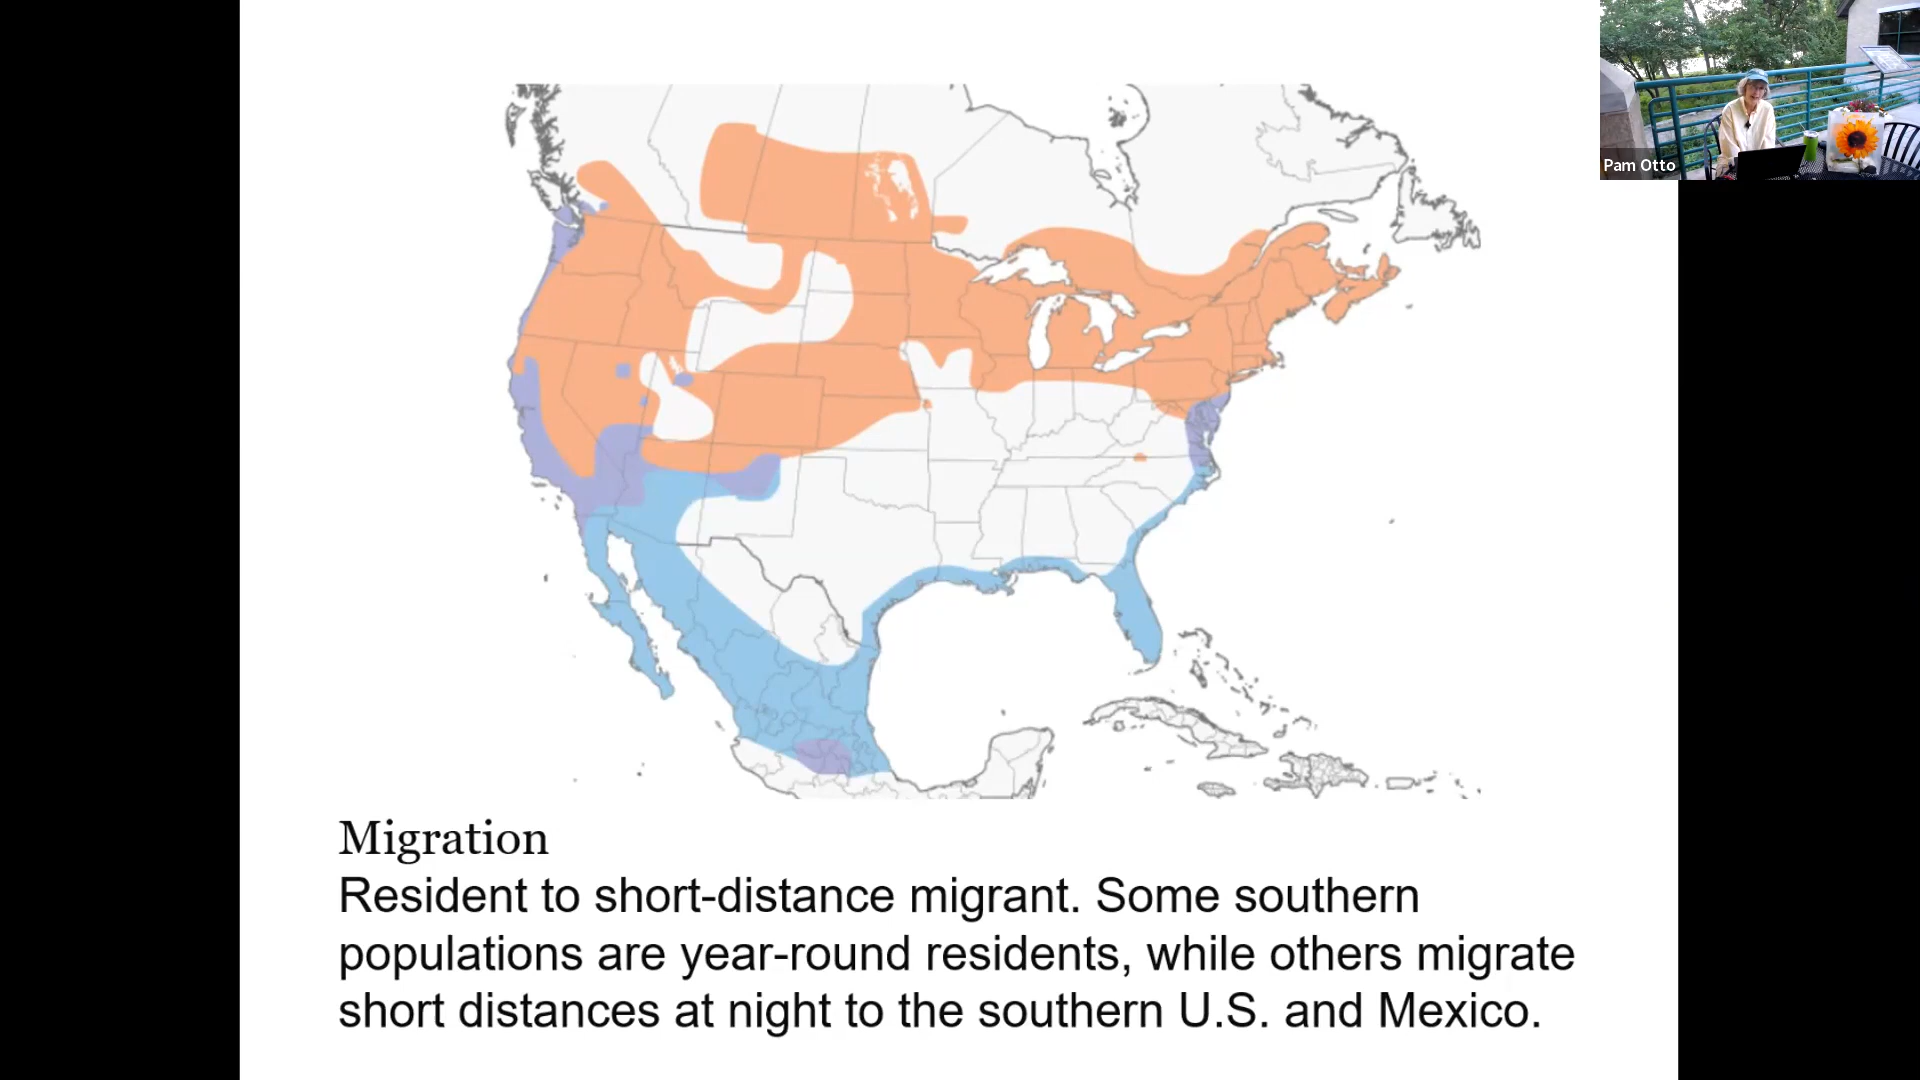 Pam Otto
Migration
Resident to short-distance migrant. Some southern
populations are year-round residents, while others migrate
short distances at night to the southern U.S. and Mexico.